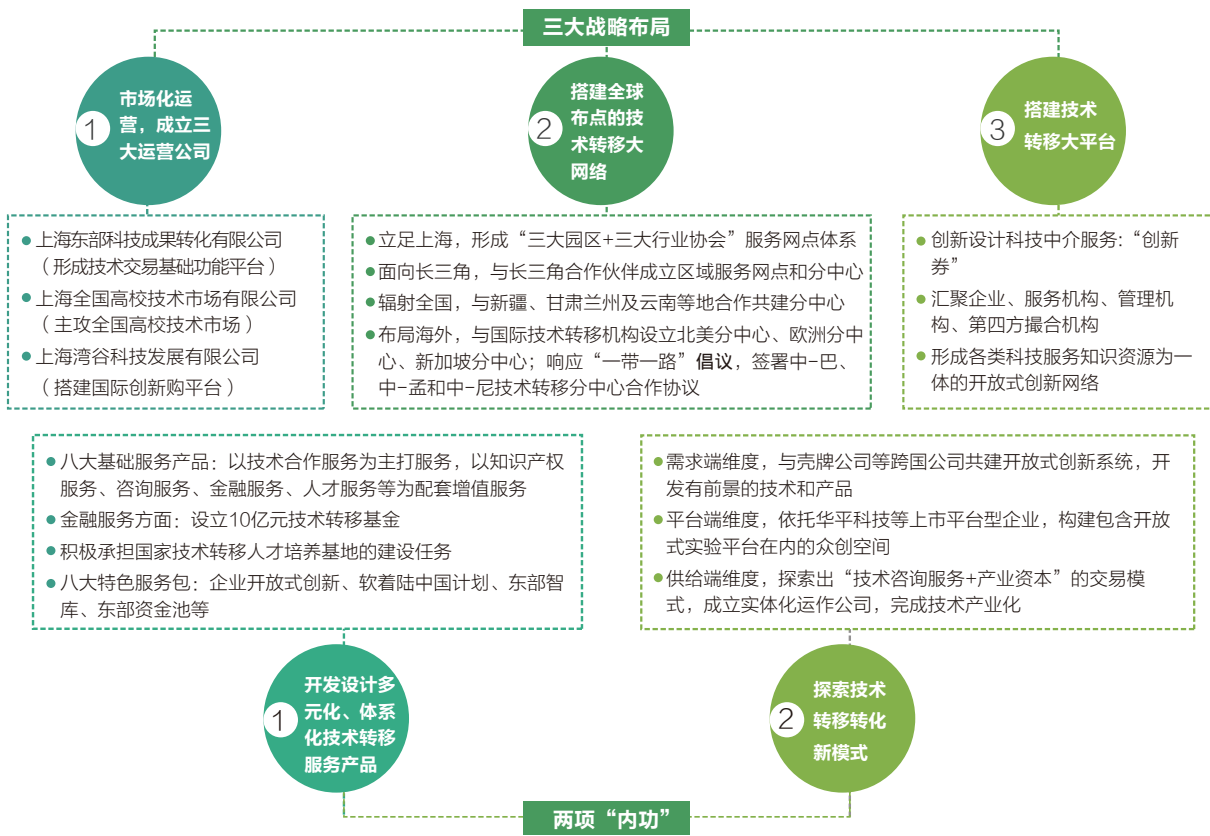 三大战略布局
1
市场化运
营，成立三
大运营公司
2
搭建全球
布点的技
术转移大
网络
3
搭建技术
转移大平台
上海东部科技成果转化有限公司
（形成技术交易基础功能平台）
上海全国高校技术市场有限公司
（主攻全国高校技术市场）
上海湾谷科技发展有限公司
（搭建国际创新购平台）
立足上海，形成“三大园区+三大行业协会”服务网点体系
面向长三角，与长三角合作伙伴成立区域服务网点和分中心
辐射全国，与新疆、甘肃兰州及云南等地合作共建分中心
布局海外，与国际技术转移机构设立北美分中心、欧洲分中
心、新加坡分中心；响应“一带一路”倡议，签署中-巴、
中-孟和中-尼技术转移分中心合作协议
创新设计科技中介服务:“创新
券”
汇聚企业、服务机构、管理机
构、第四方撮合机构
形成各类科技服务知识资源为一
体的开放式创新网络
八大基础服务产品：以技术合作服务为主打服务，以知识产权
服务、咨询服务、金融服务、人才服务等为配套增值服务
金融服务方面：设立10亿元技术转移基金
积极承担国家技术转移人才培养基地的建设任务
八大特色服务包：企业开放式创新、软着陆中国计划、东部智
库、东部资金池等
需求端维度，与壳牌公司等跨国公司共建开放式创新系统，开
发有前景的技术和产品
平台端维度，依托华平科技等上市平台型企业，构建包含开放
式实验平台在内的众创空间
供给端维度，探索出“技术咨询服务+产业资本”的交易模
式，成立实体化运作公司，完成技术产业化
1
开发设计多
元化、体系
化技术转移
服务产品
2
探索技术
转移转化
新模式
两项“内功”